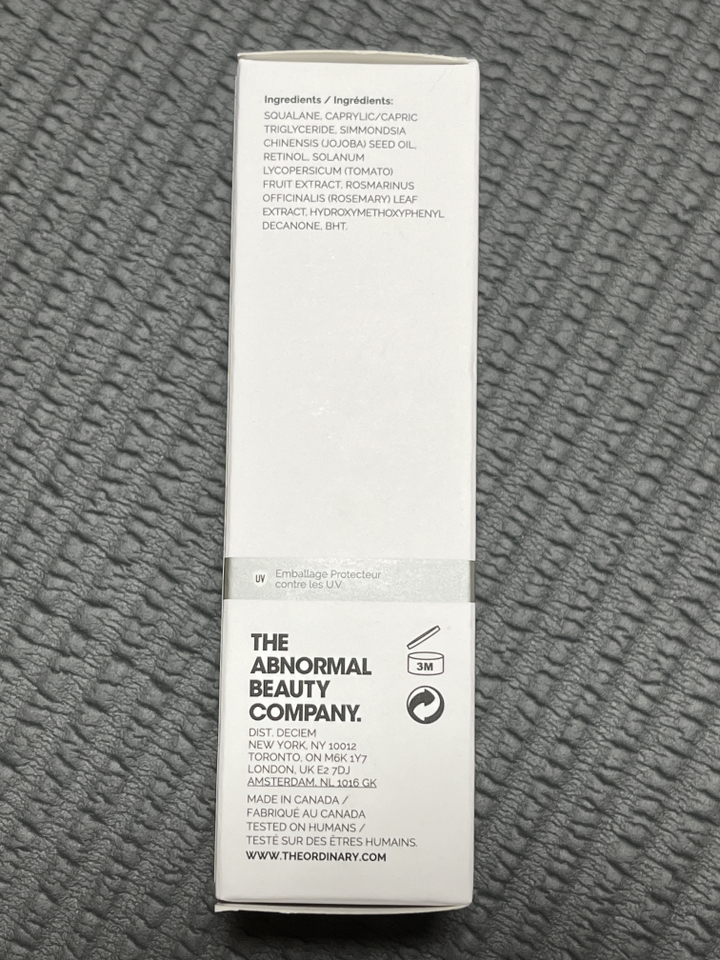 Ingredients / Ingrédients:
SQUALANE, CAPRYLIC/CAPRIC
TRIGLYCERIDE, SIMMONDSIA
CHINENSIS (JOJOBA) SEED OIL,
RETINOL, SOLANUM
LYCOPERSICUM (TOMATO)
FRUIT EXTRACT, ROSMARINUS
OFFICINALIS (ROSEMARY) LEAF
EXTRACT, HYDROXYMETHOXYPHENYL
DECANONE, BHT.
UV
Emballage Protecteur
contre les U.V.
THE
ABNORMAL
BEAUTY
COMPANY.
3M
DIST. DECIEM
NEW YORK, NY 10012
TORONTO, ON M6K 1Y7
LONDON, UK E2 7DJ
AMSTERDAM, NL 1016 GK
MADE IN CANADA /
FABRIQUÉ AU CANADA
TESTED ON HUMANS /
TESTÉ SUR DES ÊTRES HUMAINS.
WWW.THEORDINARY.COM